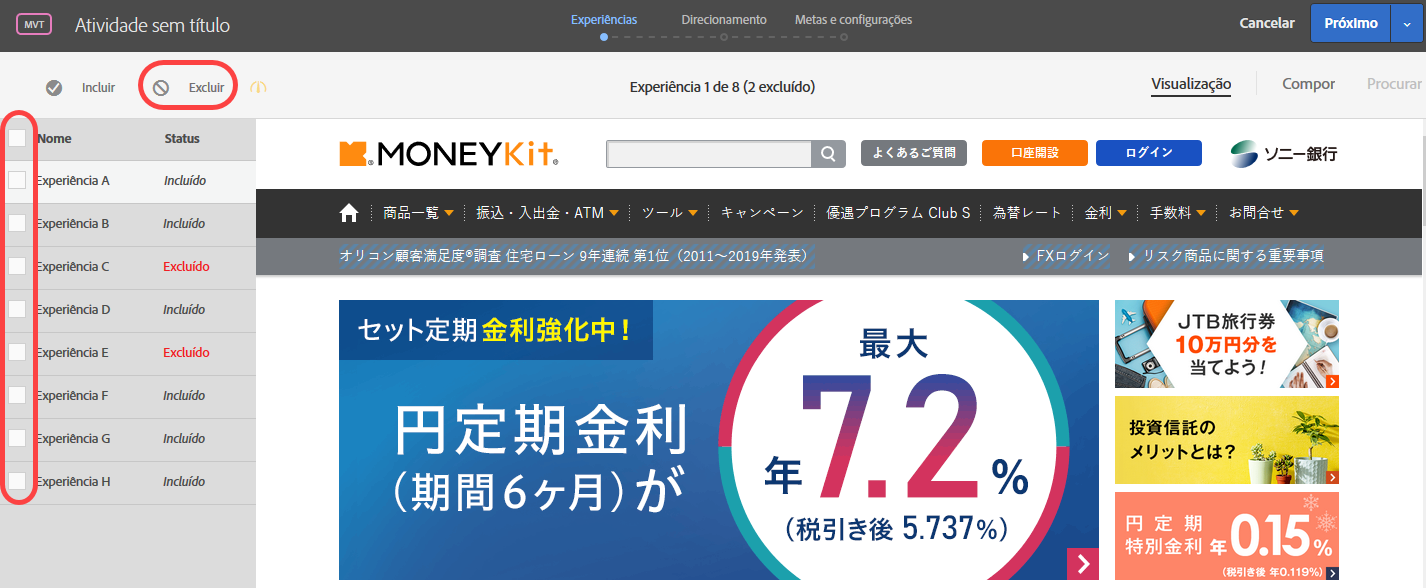 MVT
Atividade sem título
Experiências
Direcionamento
Metas e configurações
Cancelar
Próximo
Incluir
Excluir
Experiência 1 de 8 (2 excluído)
Visualização
Compor
Procurar
Nome Status
Experiência A Incluído
Experiência B Incluído
Experiência C Excluído
Experiência D Incluído
Experiência E Excluído
Experiência F Incluído
Experiência G Incluído
Experiência H Incluído
MONEYKit.
よくあるご質問
口座開設
ログイン
ソニー銀行
商品一覧
振込・入出金・ATM
ツール
キャンペーン
優遇プログラム Club S
為替レート
金利
手数料
お問合せ
オリコン顧客満足度®調査 住宅ローン 9年連続 第1位（2011～2019年発表）
FXログイン
リスク商品に関する重要事項
セット定期 金利強化中！
円定期金利
（期間6ヶ月）が
最大
年7.2%
（税引き後 5.737%）
JTB旅行券
10万円分を
当てよう！
投資信託の
メリットとは？
円定期
特別金利 年0.15%
（税引き後 年0.119%）